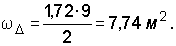 ω_Δ = 1,72·9/2 = 7,74 м².